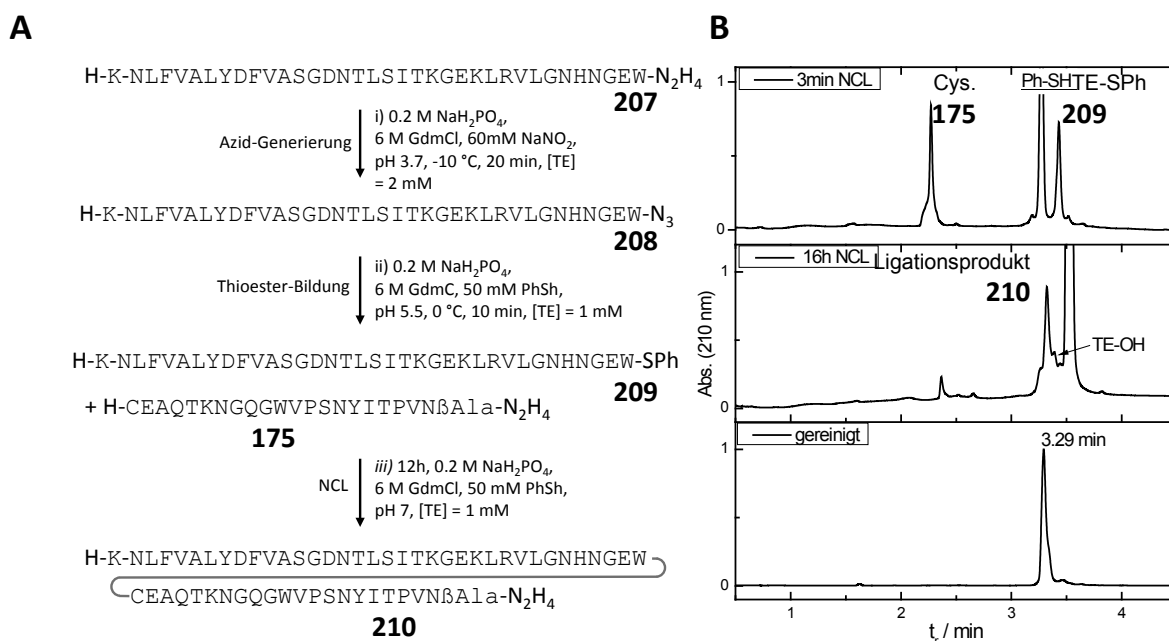 A
H-K-NLFVALYDFVASGDNTLSITKGEKLRVLGNHNGEW-N2H4
207
Azid-Generierung
i) 0.2 M NaH2PO4,
6 M GdmCl, 60mM NaNO2,
pH 3.7, -10 °C, 20 min, [TE]
= 2 mM
H-K-NLFVALYDFVASGDNTLSITKGEKLRVLGNHNGEW-N3
208
Thioester-Bildung
ii) 0.2 M NaH2PO4,
6 M GdmC, 50 mM PhSh,
pH 5.5, 0 °C, 10 min, [TE] = 1 mM
H-K-NLFVALYDFVASGDNTLSITKGEKLRVLGNHNGEW-SPh
209
+ H-CEAQTKNGQGWVPSNYITPVNßAla-N2H4
175
NCL
iii) 12h, 0.2 M NaH2PO4,
6 M GdmCl, 50 mM PhSh,
pH 7, [TE] = 1 mM
H-K-NLFVALYDFVASGDNTLSITKGEKLRVLGNHNGEW
CEAQTKNGQGWVPSNYITPVNßAla-N2H4
210
B
3min NCL
Cys.
175
Ph-SH
TE-SPh
209
1
0
16h NCL
Ligationsprodukt
210
TE-OH
1
0
Abs. (210 nm)
gereinigt
3.29 min
1
0
1
2
3
4
tr / min